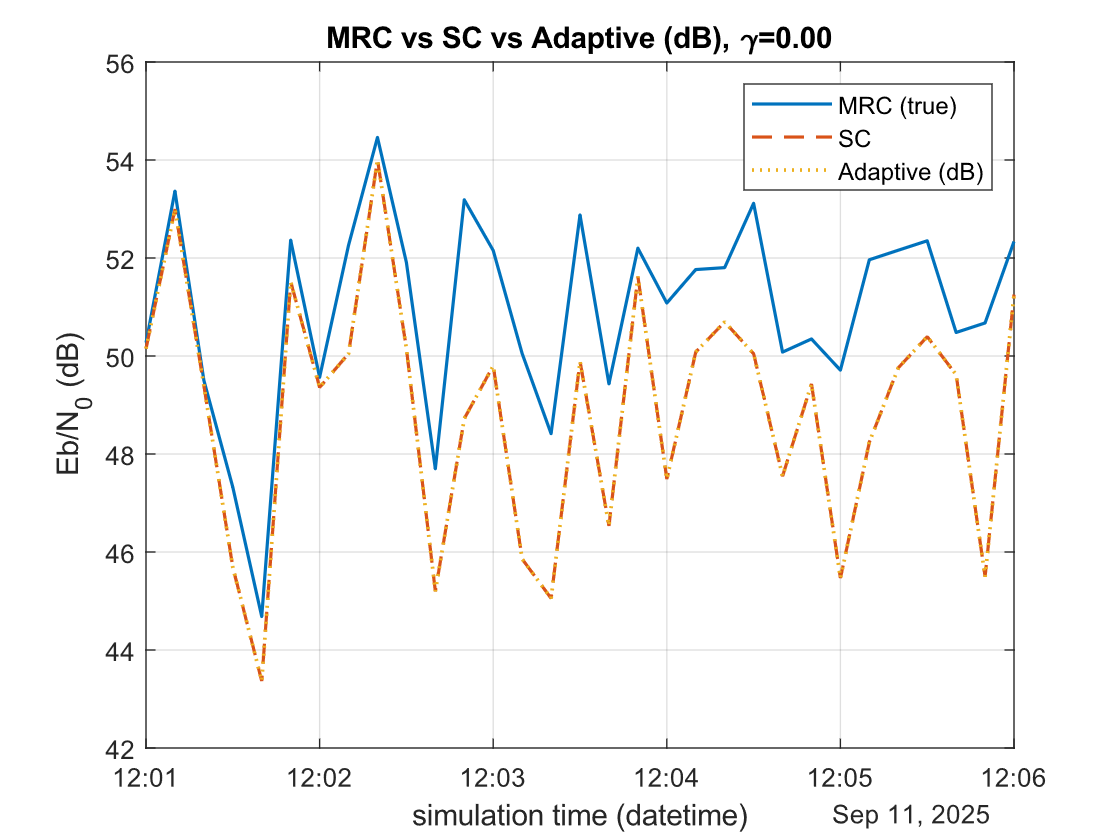 MRC vs SC vs Adaptive (dB), γ=0.00
MRC (true)
SC
Adaptive (dB)
Eb/N₀ (dB)
56
54
52
50
48
46
44
42
12:01 12:02 12:03 12:04 12:05 12:06
simulation time (datetime)
Sep 11, 2025